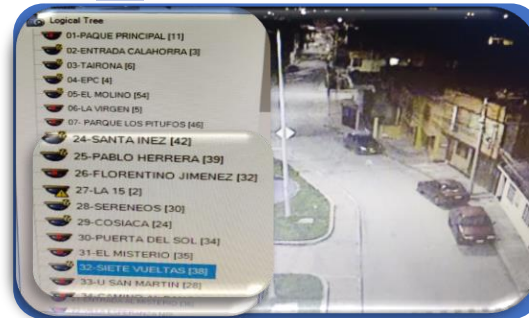 Logical Tree
01-PAQUE PRINCIPAL [11]
02-ENTRADA CALAHORRA [3]
03-TAIRONA [6]
04-EPC [4]
05-EL MOLINO [54]
06-LA VIRGEN [5]
07- PARQUE LOS PITUFOS [46]
24-SANTA INEZ [42]
25-PABLO HERRERA [39]
26-FLORENTINO JIMENEZ [32]
27-LA 15 [2]
28-SERENEOS [30]
29-COSIACA [24]
30-PUERTA DEL SOL [34]
31-EL MISTERIO [35]
32-SIETE VUELTAS [38]
33-U SAN MARTIN [28]